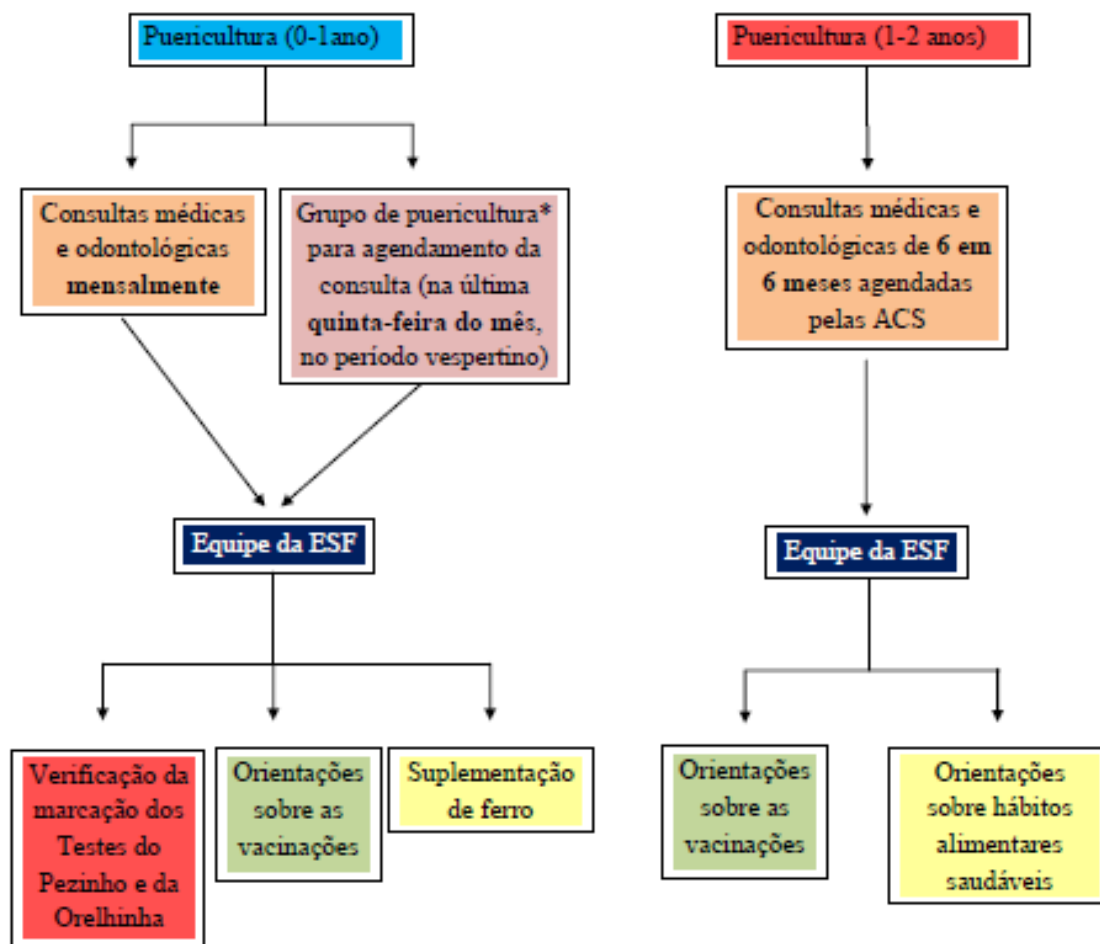 Puericultura (0-1ano)
Puericultura (1-2 anos)
Consultas médicas
e odontológicas
mensalmente
Grupo de puericultura*
para agendamento da
consulta (na última
quinta-feira do mês,
no período vespertino)
Consultas médicas e
odontológicas de 6 em
6 meses agendadas
pelas ACS
Equipe da ESF
Equipe da ESF
Verificação da
marcação dos
Testes do
Pezinho e da
Orelhinha
Orientações
sobre as
vacinações
Suplementação
de ferro
Orientações
sobre as
vacinações
Orientações
sobre hábitos
alimentares
saudáveis